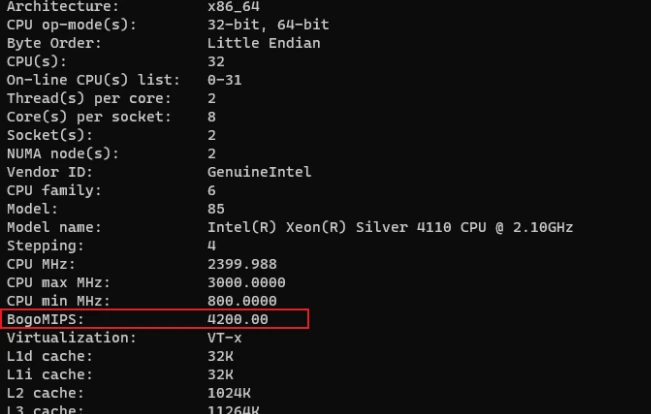 Architecture: x86_64
CPU op-mode(s): 32-bit, 64-bit
Byte Order: Little Endian
CPU(s): 32
On-line CPU(s) list: 0-31
Thread(s) per core: 2
Core(s) per socket: 8
Socket(s): 2
NUMA node(s): 2
Vendor ID: GenuineIntel
CPU family: 6
Model: 85
Model name: Intel(R) Xeon(R) Silver 4110 CPU @ 2.10GHz
Stepping: 4
CPU MHz: 2399.988
CPU max MHz: 3000.0000
CPU min MHz: 800.0000
BogoMIPS: 4200.00
Virtualization: VT-x
L1d cache: 32K
L1i cache: 32K
L2 cache: 1024K
L3 cache: 11264K